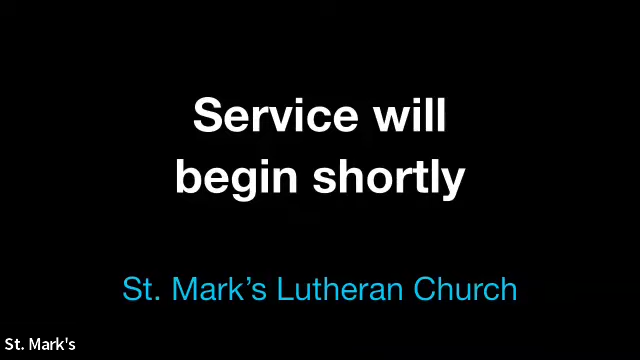 Service will
begin shortly
St. Mark’s Lutheran Church
St. Mark's